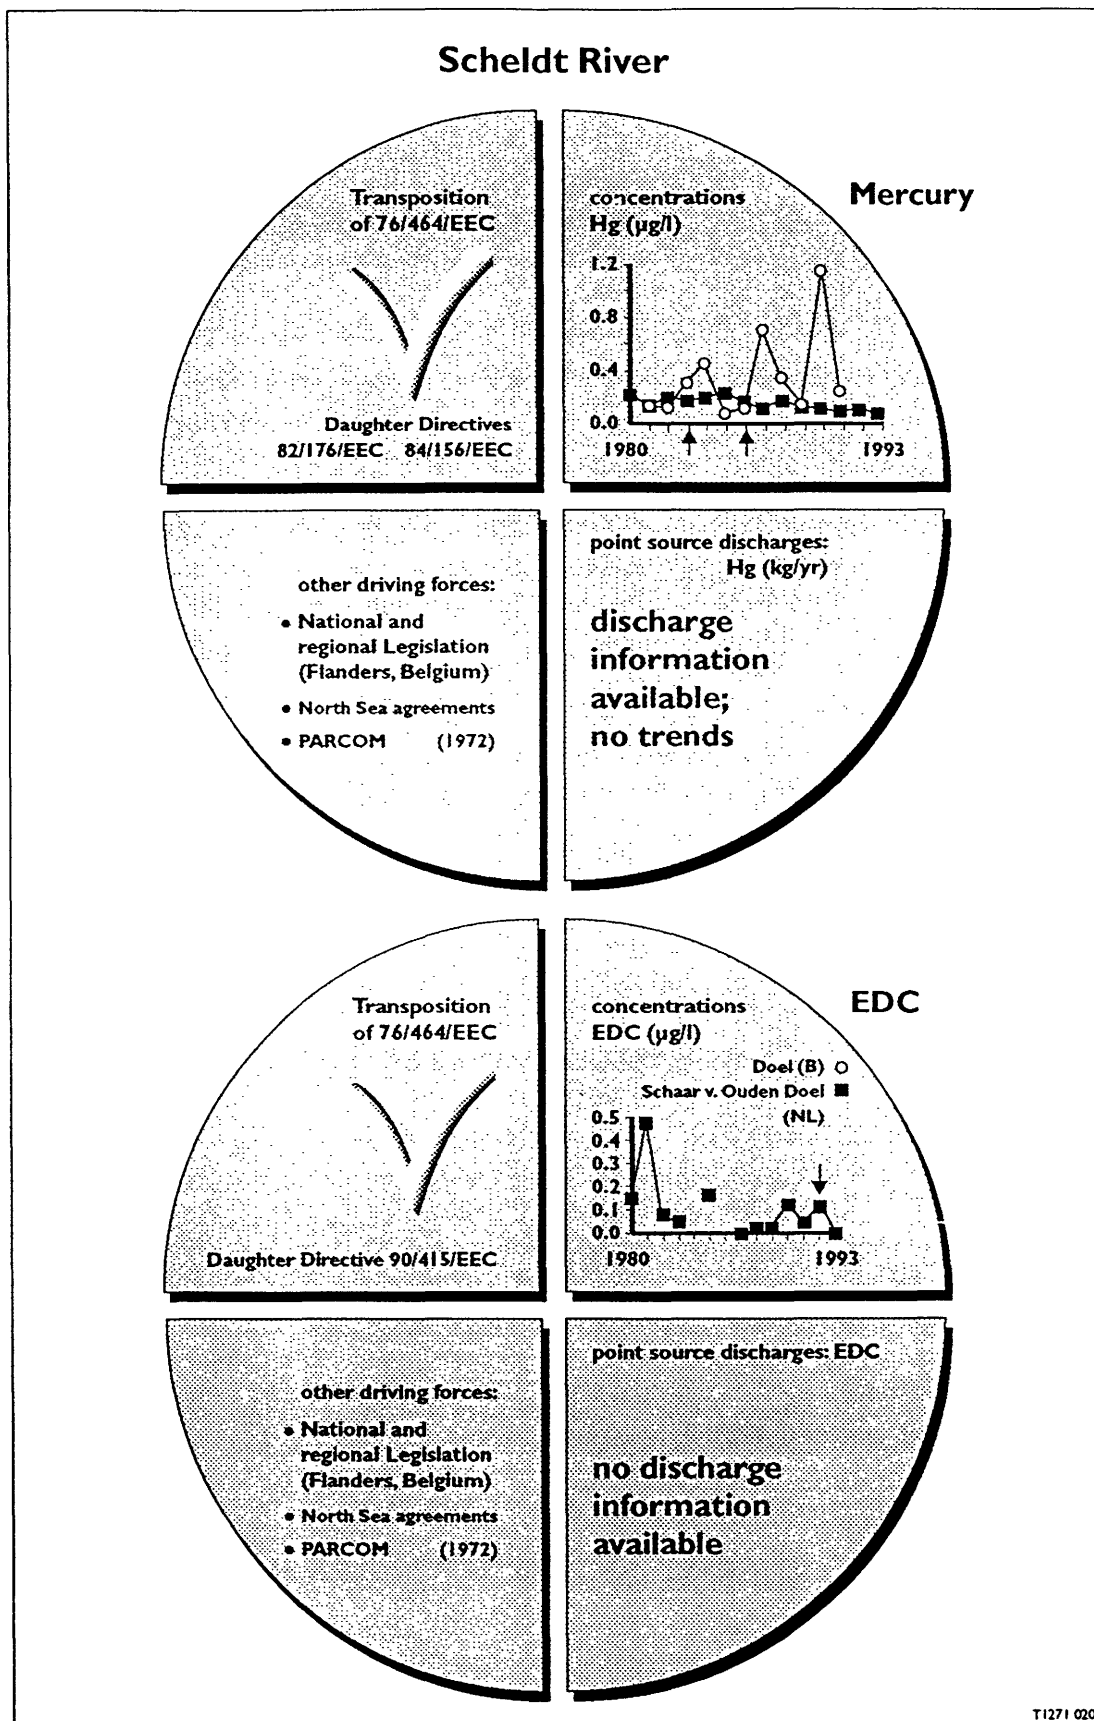 Scheldt River
Transposition
of 76/464/EEC
Daughter Directives
82/176/EEC 84/156/EEC
concentrations
Hg (µg/l)
Mercury
1.2
0.8
0.4
0.0
1980 1993
other driving forces:
• National and
regional Legislation
(Flanders, Belgium)
• North Sea agreements
• PARCOM (1972)
point source discharges:
Hg (kg/yr)
discharge
information
available;
no trends
Transposition
of 76/464/EEC
Daughter Directive 90/415/EEC
concentrations
EDC (µg/l)
EDC
Doel (B)
Schaar v. Ouden Doel
(NL)
0.5
0.4
0.3
0.2
0.1
0.0
1980 1993
other driving forces:
• National and
regional Legislation
(Flanders, Belgium)
• North Sea agreements
• PARCOM (1972)
point source discharges: EDC
no discharge
information
available
T1271 020